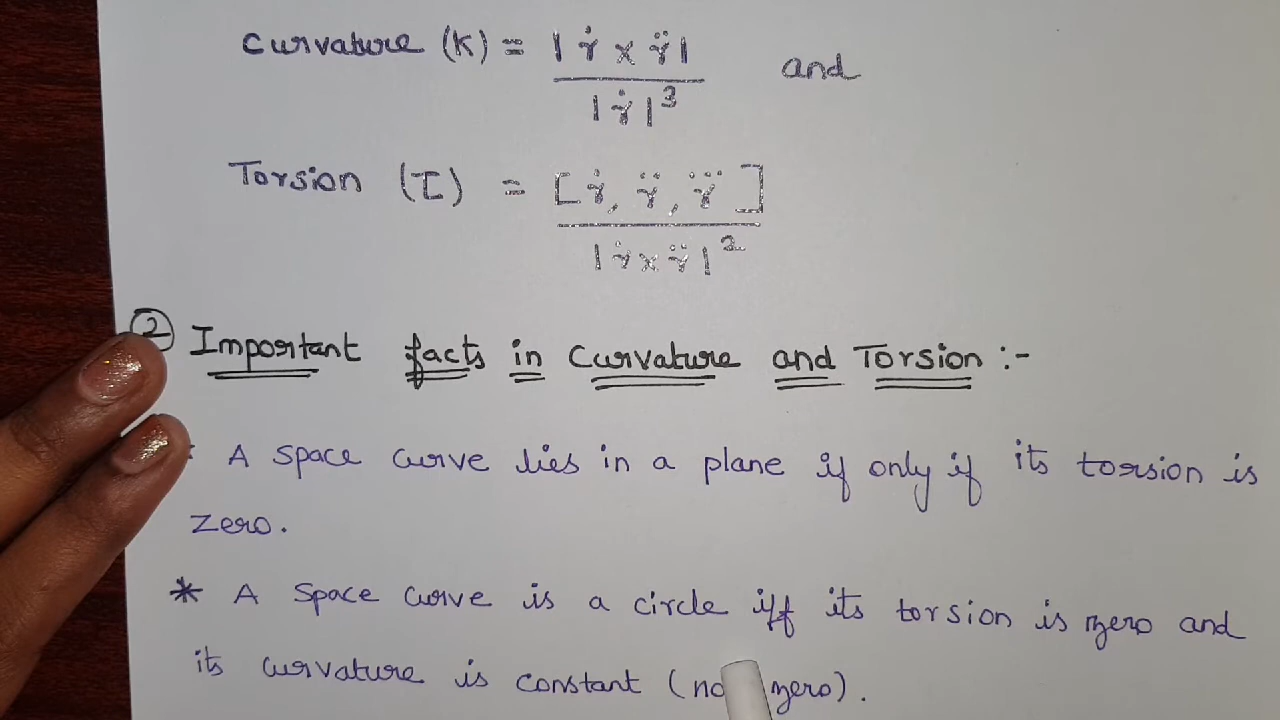 Curvature (K) = |ṙ × r̈| and
|ṙ|³
Torsion (τ) = [ṙ, r̈, r⃛]
|ṙ × r̈|²
② Important facts in Curvature and Torsion :-
A space curve lies in a plane if only if its torsion is
zero.
* A space curve is a circle iff its torsion is zero and
its curvature is constant ( zero).